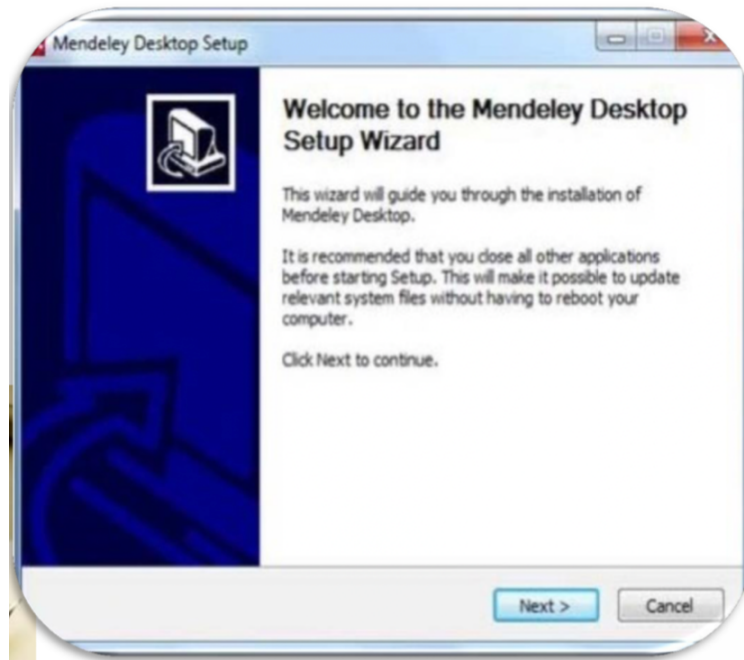 Mendeley Desktop Setup
Welcome to the Mendeley Desktop
Setup Wizard
This wizard will guide you through the installation of
Mendeley Desktop.
It is recommended that you close all other applications
before starting Setup. This will make it possible to update
relevant system files without having to reboot your
computer.
Click Next to continue.
Next >
Cancel